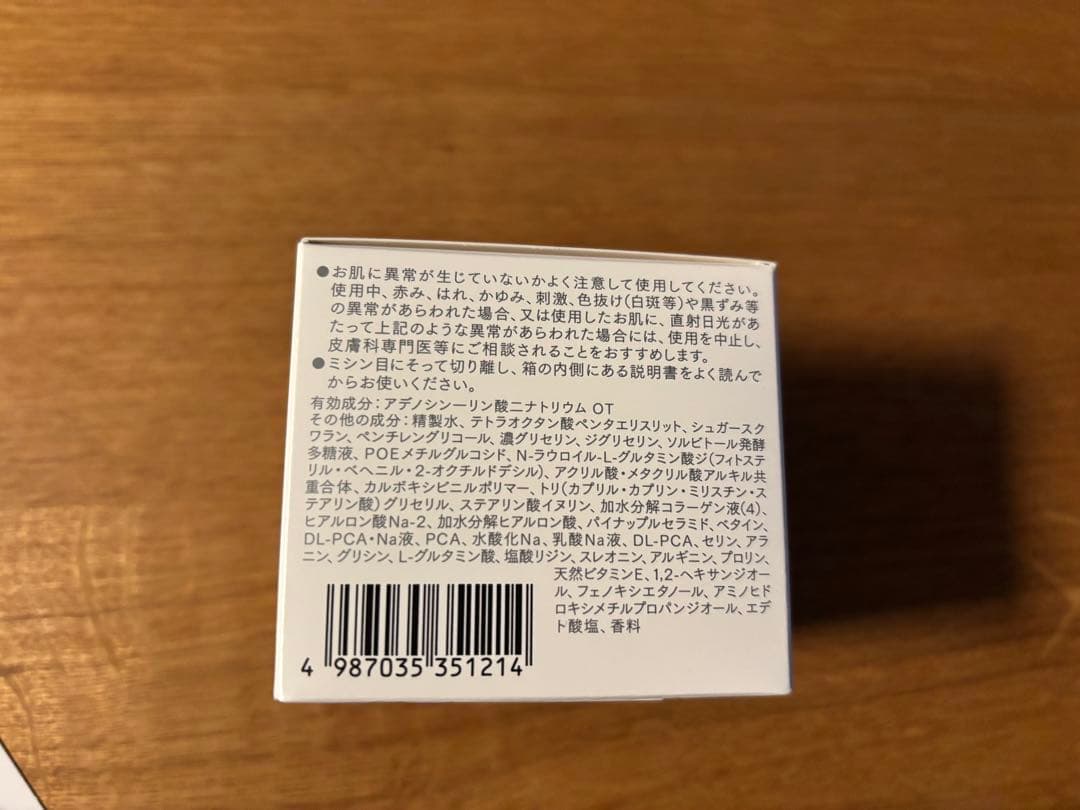 ●お肌に異常が生じていないかよく注意して使用してください。
使用中、赤み、はれ、かゆみ、刺激、色抜け(白斑等)や黒ずみ等
の異常があらわれた場合、又は使用したお肌に、直射日光があ
たって上記のような異常があらわれた場合には、使用を中止し、
皮膚科専門医等にご相談されることをおすすめします。
●ミシン目にそって切り離し、箱の内側にある説明書をよく読んで
からお使いください。
有効成分：アデノシン一リン酸二ナトリウム OT
その他の成分：精製水、テトラオクタン酸ペンタエリスリット、シュガースク
ワラン、ペンチレングリコール、濃グリセリン、ジグリセリン、ソルビトール発酵
多糖液、POEメチルグルコシド、N-ラウロイル-L-グルタミン酸ジ(フィトステ
リル・ベヘニル・2-オクチルドデシル)、アクリル酸・メタクリル酸アルキル共
重合体、カルボキシビニルポリマー、トリ(カプリル・カプリン・ミリスチン・ス
テアリン酸)グリセリル、ステアリン酸イヌリン、加水分解コラーゲン液(4)、
ヒアルロン酸Na-2、加水分解ヒアルロン酸、パイナップルセラミド、ベタイン、
DL-PCA・Na液、PCA、水酸化Na、乳酸Na液、DL-PCA、セリン、アラ
ニン、グリシン、L-グルタミン酸、塩酸リジン、スレオニン、アルギニン、プロリン、
天然ビタミンE、1,2-ヘキサンジオー
ル、フェノキシエタノール、アミノヒド
ロキシメチルプロパンジオール、エデ
ト酸塩、香料
4 987035 351214